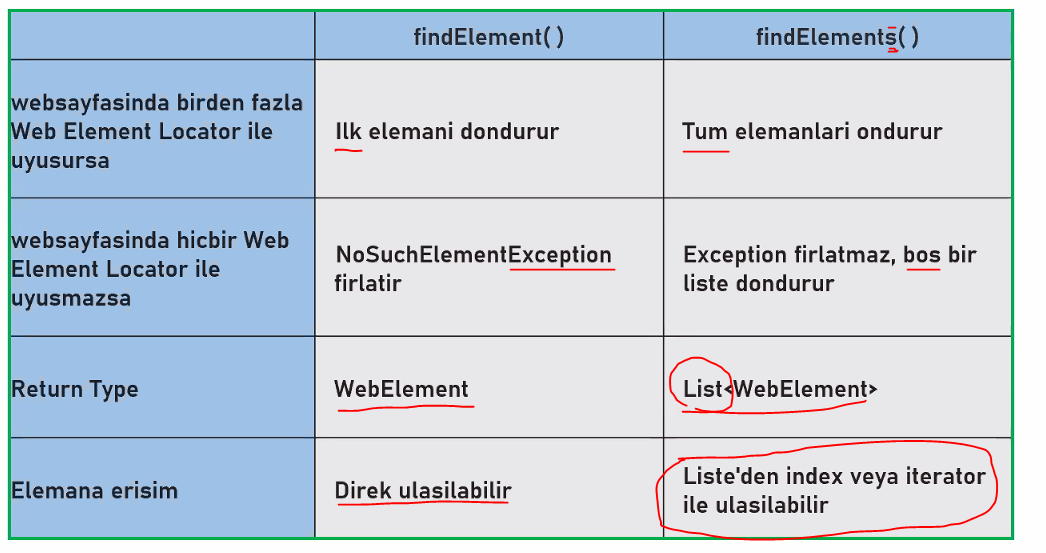 findElement( )
findElements( )
websayfasinda birden fazla
Web Element Locator ile
uyusursa
Ilk elemani dondurur
Tum elemanlari ondurur
websayfasinda hicbir Web
Element Locator ile
uyusmazsa
NoSuchElementException
firlatir
Exception firlatmaz, bos bir
liste dondurur
Return Type
WebElement
List<WebElement>
Elemana erisim
Direk ulasilabilir
Liste'den index veya iterator
ile ulasilabilir